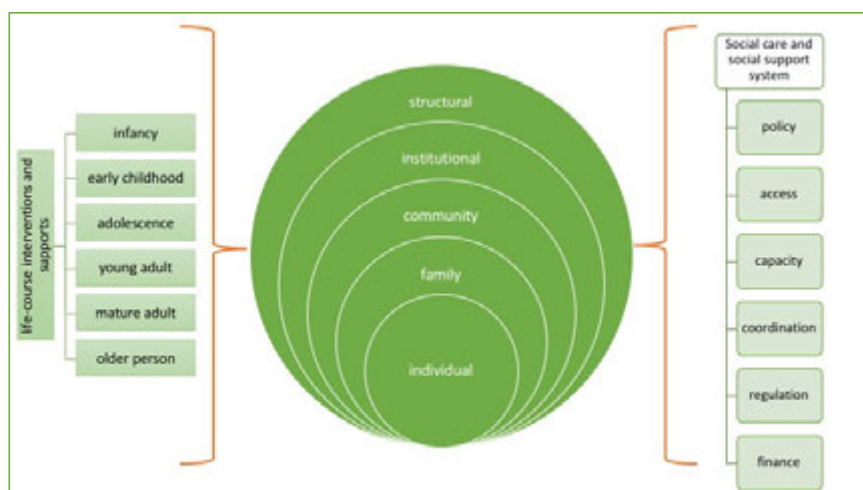 life-course interventions and
supports
infancy
early childhood
adolescence
young adult
mature adult
older person
structural
institutional
community
family
individual
Social care and
social support
system
policy
access
capacity
coordination
regulation
finance